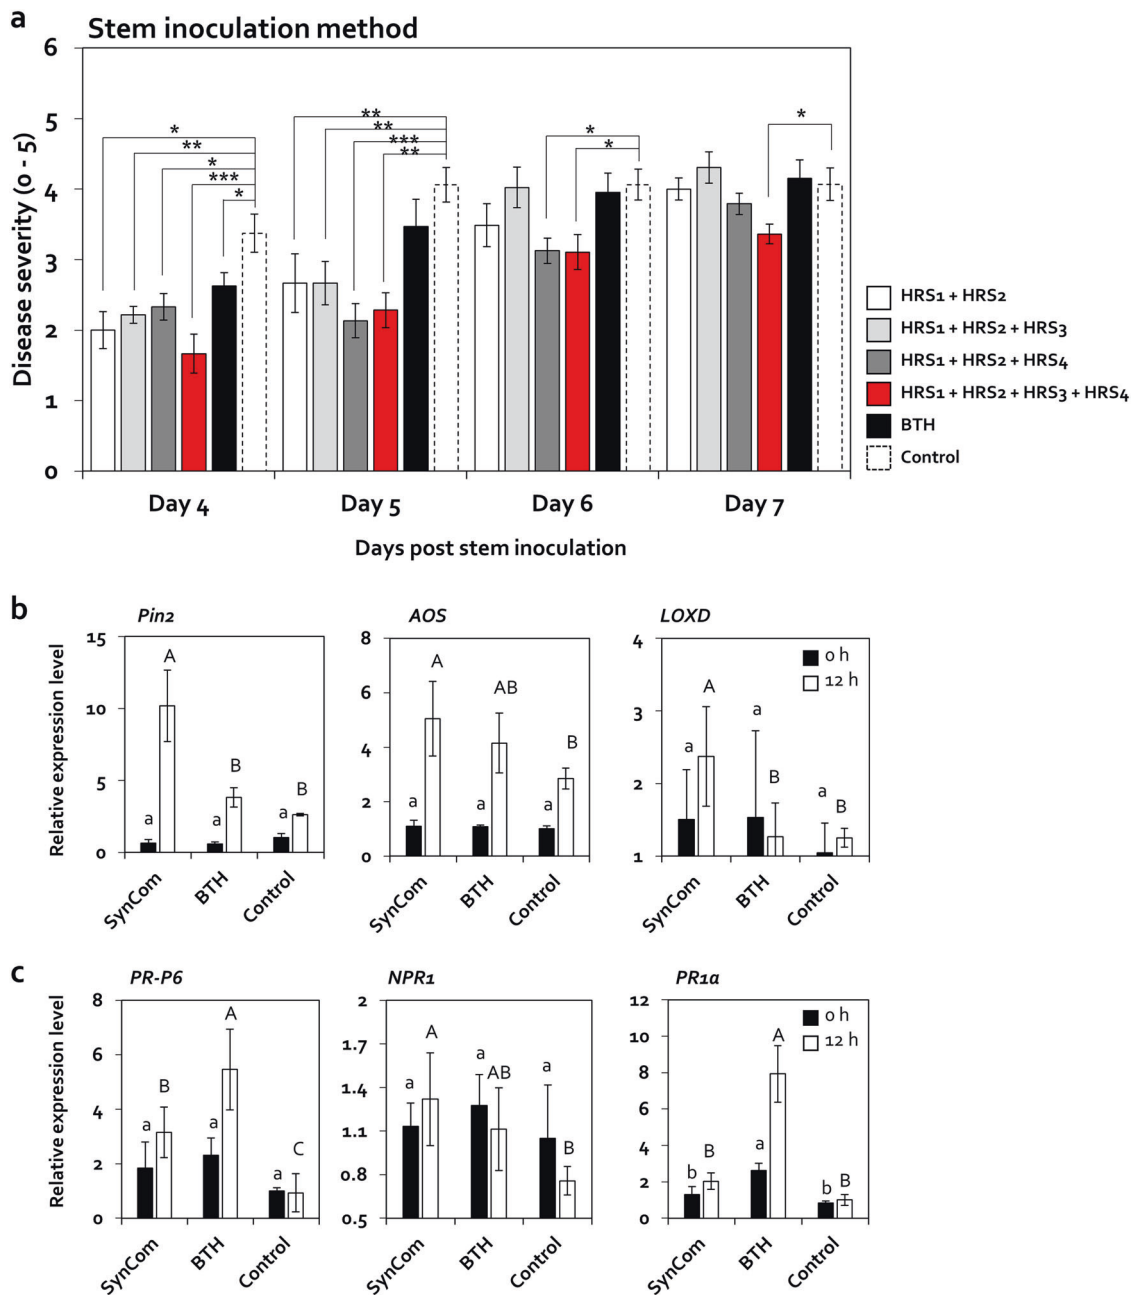 a
Stem inoculation method
Disease severity (0 - 5)
6
5
4
3
2
1
0
*
**
*
***
*
**
**
***
**
*
*
*
Day 4 Day 5 Day 6 Day 7
Days post stem inoculation
HRS1 + HRS2
HRS1 + HRS2 + HRS3
HRS1 + HRS2 + HRS4
HRS1 + HRS2 + HRS3 + HRS4
BTH
Control
b
Pin2 AOS LOXD
Relative expression level
15
10
5
0
a A a B a B
SynCom BTH Control
8
6
4
2
0
a A a AB a B
SynCom BTH Control
4
3
2
1
a A a B a B
0 h
12 h
SynCom BTH Control
c
PR-P6 NPR1 PR1a
Relative expression level
8
6
4
2
0
a B a A a C
SynCom BTH Control
2
1.7
1.4
1.1
0.8
0.5
a A a AB a B
SynCom BTH Control
12
10
8
6
4
2
0
b B a A b B
0 h
12 h
SynCom BTH Control